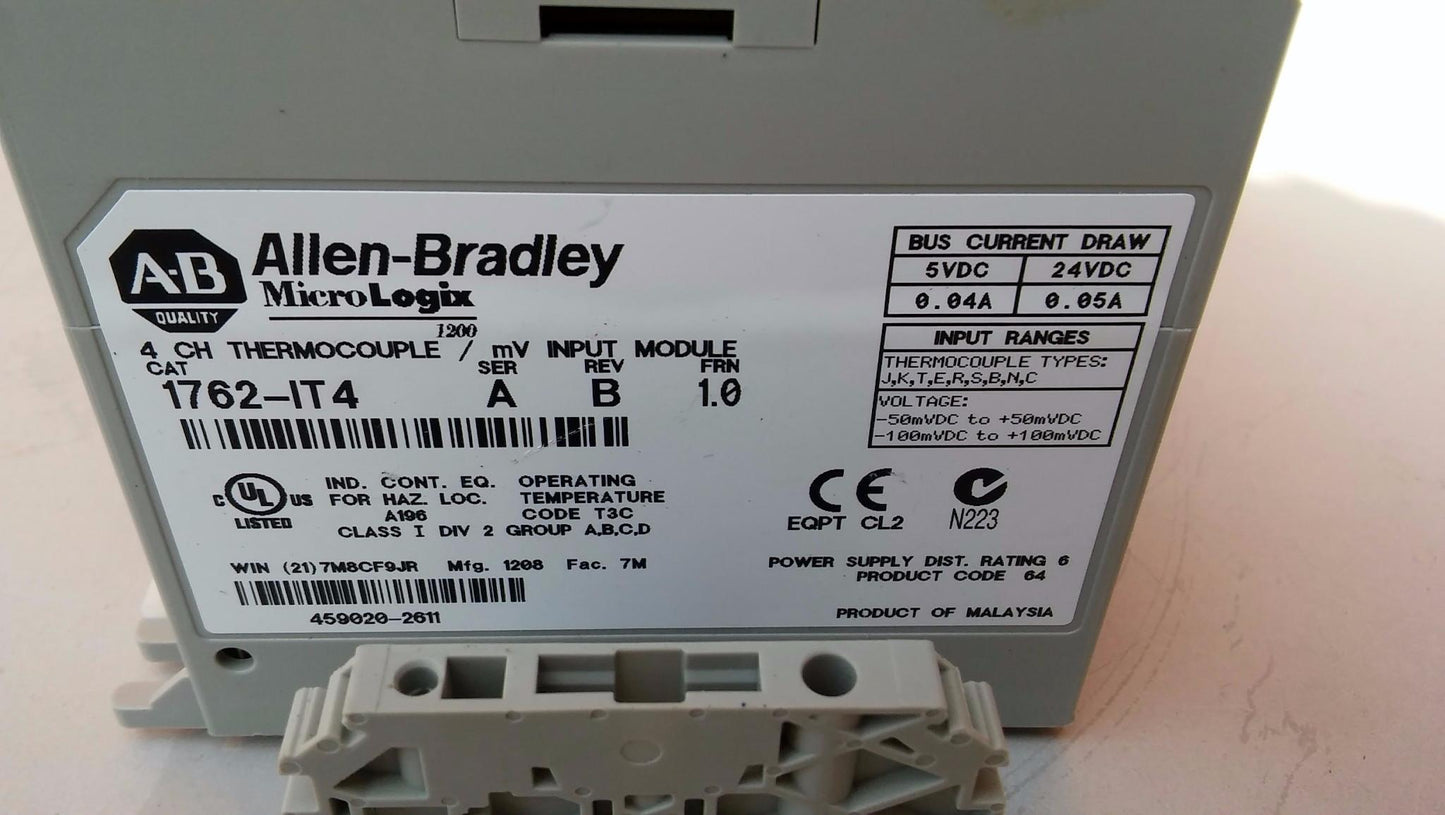 A-B
QUALITY
Allen-Bradley
MicroLogix
1200
4 CH THERMOCOUPLE / mV INPUT MODULE
CAT SER REV FRN
1762-IT4 A B 1.0
BUS CURRENT DRAW
5VDC 24VDC
0.04A 0.05A
INPUT RANGES
THERMOCOUPLE TYPES:
J,K,T,E,R,S,B,N,C
VOLTAGE:
-50mVDC to +50mVDC
-100mVDC to +100mVDC
C UL US
LISTED
IND. CONT. EQ.
FOR HAZ. LOC.
A196
OPERATING
TEMPERATURE
CODE T3C
CLASS I DIV 2 GROUP A,B,C,D
CE
EQPT CL2
N223
WIN (21)7M8CF9JR Mfg. 1208 Fac. 7M
459020-2611
POWER SUPPLY DIST. RATING 6
PRODUCT CODE 64
PRODUCT OF MALAYSIA